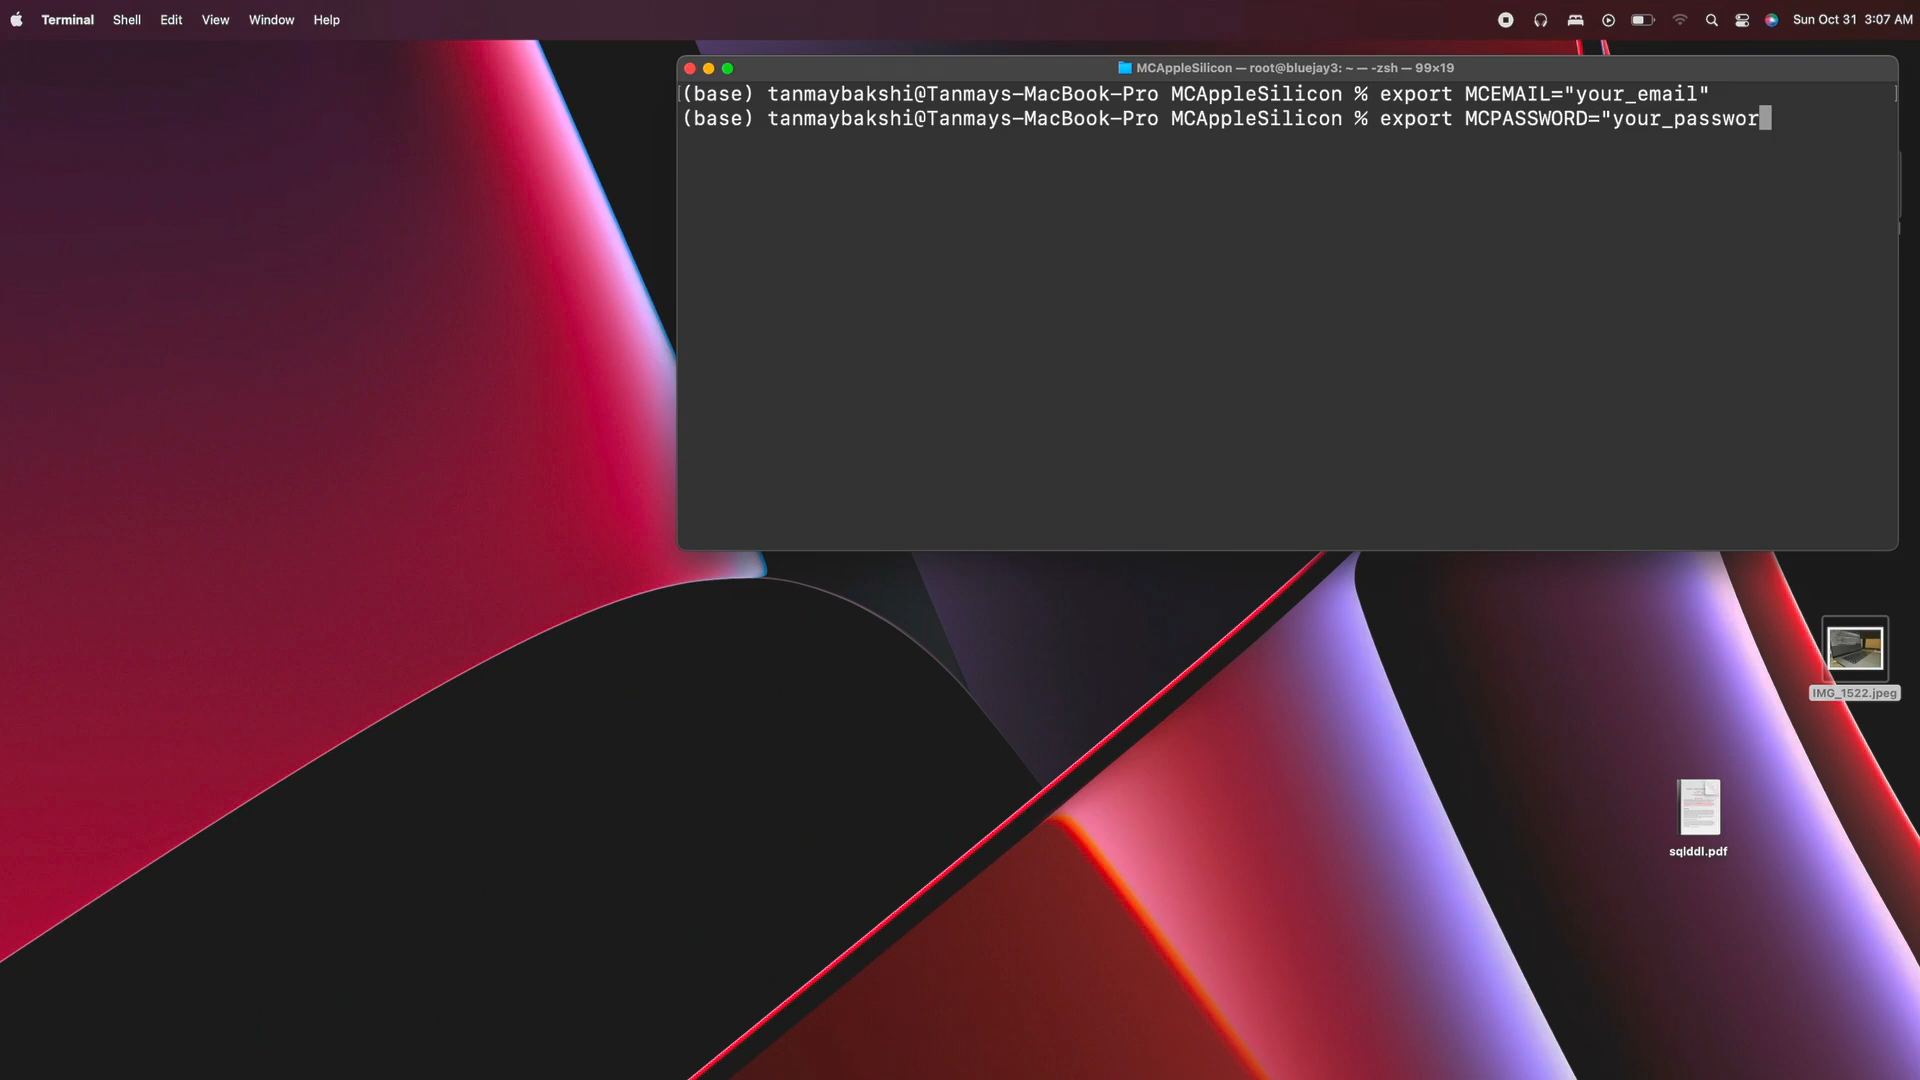 Terminal Shell Edit View Window Help Sun Oct 31 3:07 AM
MCAppleSilicon — root@bluejay3: ~ — -zsh — 99×19
(base) tanmaybakshi@Tanmays-MacBook-Pro MCAppleSilicon % export MCEMAIL="your_email"
(base) tanmaybakshi@Tanmays-MacBook-Pro MCAppleSilicon % export MCPASSWORD="your_passwor
IMG_1522.jpeg
sqlddl.pdf